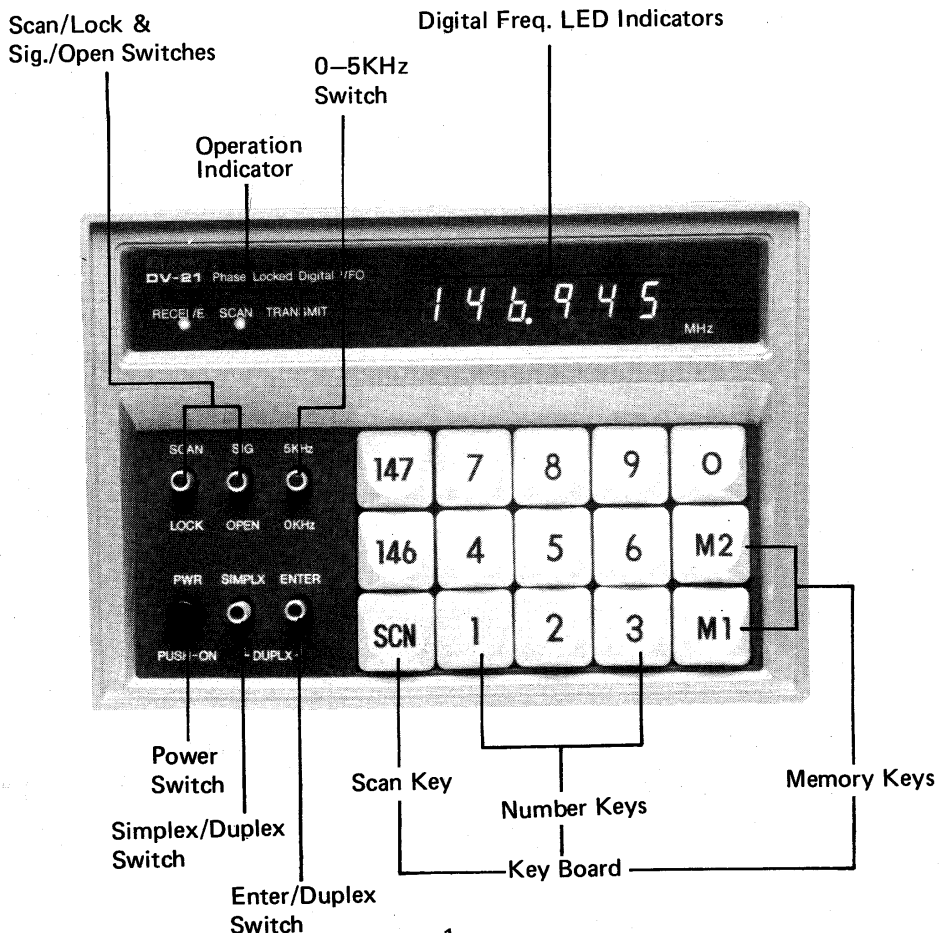 Scan/Lock &
Sig./Open Switches
Digital Freq. LED Indicators
0–5KHz
Switch
Operation
Indicator
DV-21 Phase Locked Digital VFO
RECEIVE SCAN TRANSMIT
146.945
MHz
SCAN SIG 5KHz
LOCK OPEN 0KHz
PWR SIMPLX ENTER
PUSH-ON - DUPLX -
147 7 8 9 0
146 4 5 6 M2
SCN 1 2 3 M1
Power
Switch
Scan Key
Number Keys
Memory Keys
Simplex/Duplex
Switch
Key Board
Enter/Duplex
Switch